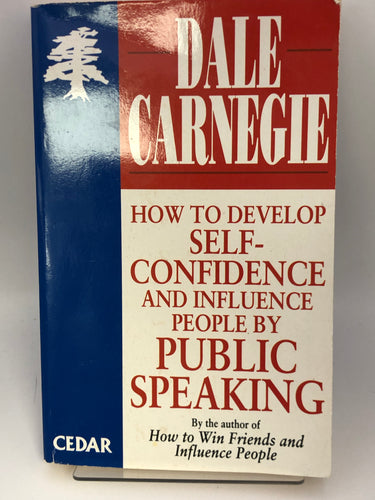 DALE
CARNEGIE
HOW TO DEVELOP
SELF-
CONFIDENCE
AND INFLUENCE
PEOPLE BY
PUBLIC
SPEAKING
By the author of
How to Win Friends and
Influence People
CEDAR